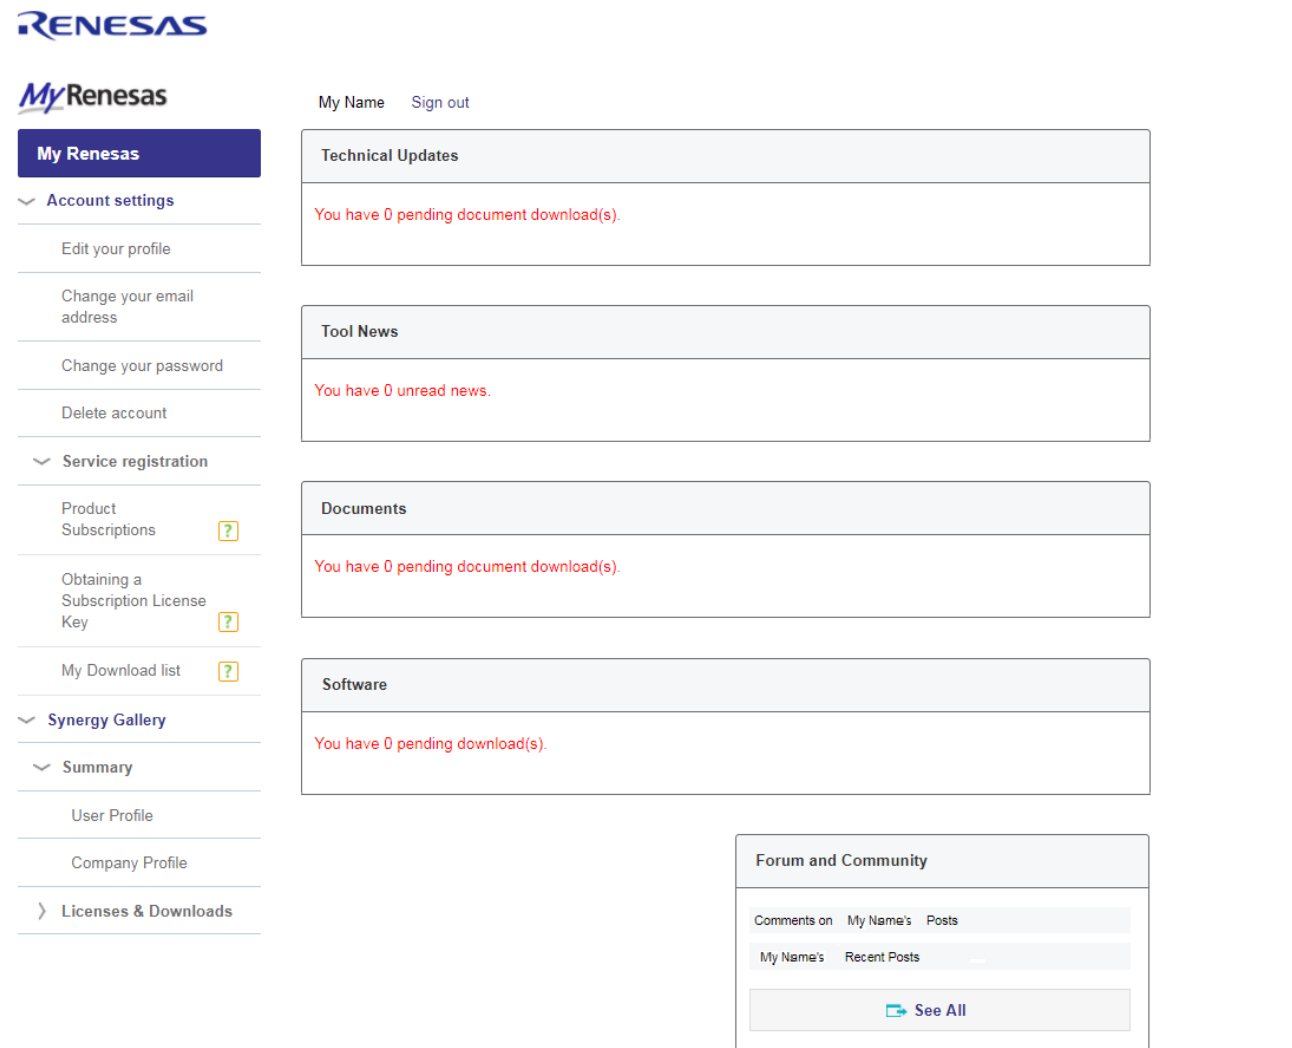 RENESAS
MyRenesas
My Name Sign out
My Renesas
Account settings
Edit your profile
Change your email
address
Change your password
Delete account
Service registration
Product
Subscriptions ?
Obtaining a
Subscription License
Key ?
My Download list ?
Synergy Gallery
Summary
User Profile
Company Profile
Licenses & Downloads
Technical Updates
You have 0 pending document download(s).
Tool News
You have 0 unread news.
Documents
You have 0 pending document download(s).
Software
You have 0 pending download(s).
Forum and Community
Comments on My Name's Posts
My Name's Recent Posts
See All